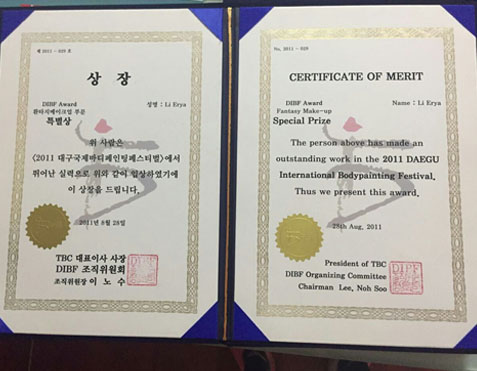 제 2011 - 029 호
상 장
DIBF Award
판타지메이크업 부문
특별상
성명 : Li Erya
위 사람은
<2011 대구국제바디페인팅페스티벌>에서
뛰어난 실력으로 위와 같이 입상하였기에
이 상장을 드립니다.
2011년 8월 28일
TBC 대표이사 사장
DIBF 조직위원회
조직위원장 이 노 수
No. 2011 - 029
CERTIFICATE OF MERIT
DIBF Award
Fantasy Make-up
Special Prize
Name : Li Erya
The person above has made an
outstanding work in the 2011 DAEGU
International Bodypainting Festival.
Thus we present this award.
28th Aug, 2011
President of TBC
DIBF Organizing Committee
Chairman Lee, Noh Soo
DIBF